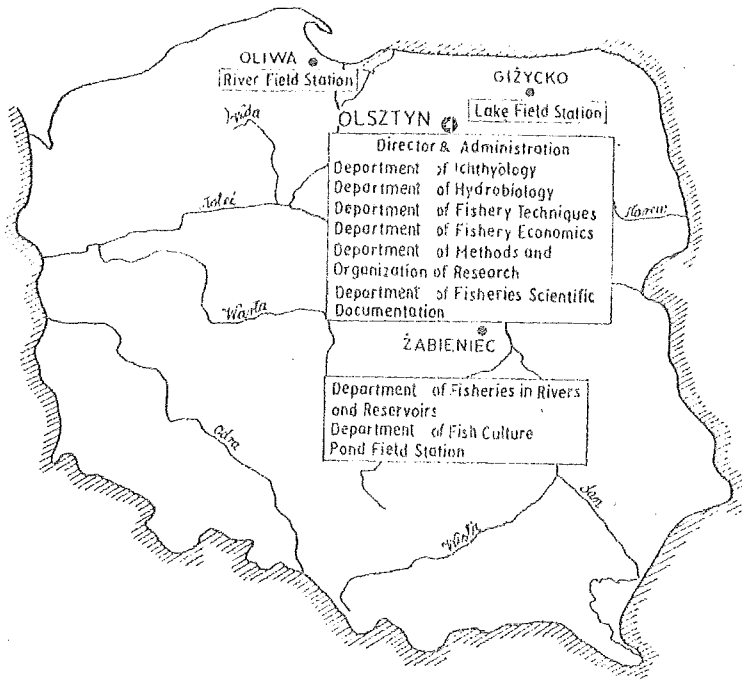 OLIWA
River Field Station
GIŻYCKO
Lake Field Station
OLSZTYN
Director & Administration
Department of Ichthyology
Department of Hydrobiology
Department of Fishery Techniques
Department of Fishery Economics
Department of Methods and
Organization of Research
Department of Fisheries Scientific
Documentation
Noteć
Narew
Warta
ŻABIENIEC
Department of Fisheries in Rivers
and Reservoirs
Department of Fish Culture
Pond Field Station
Odra
San
Wisła